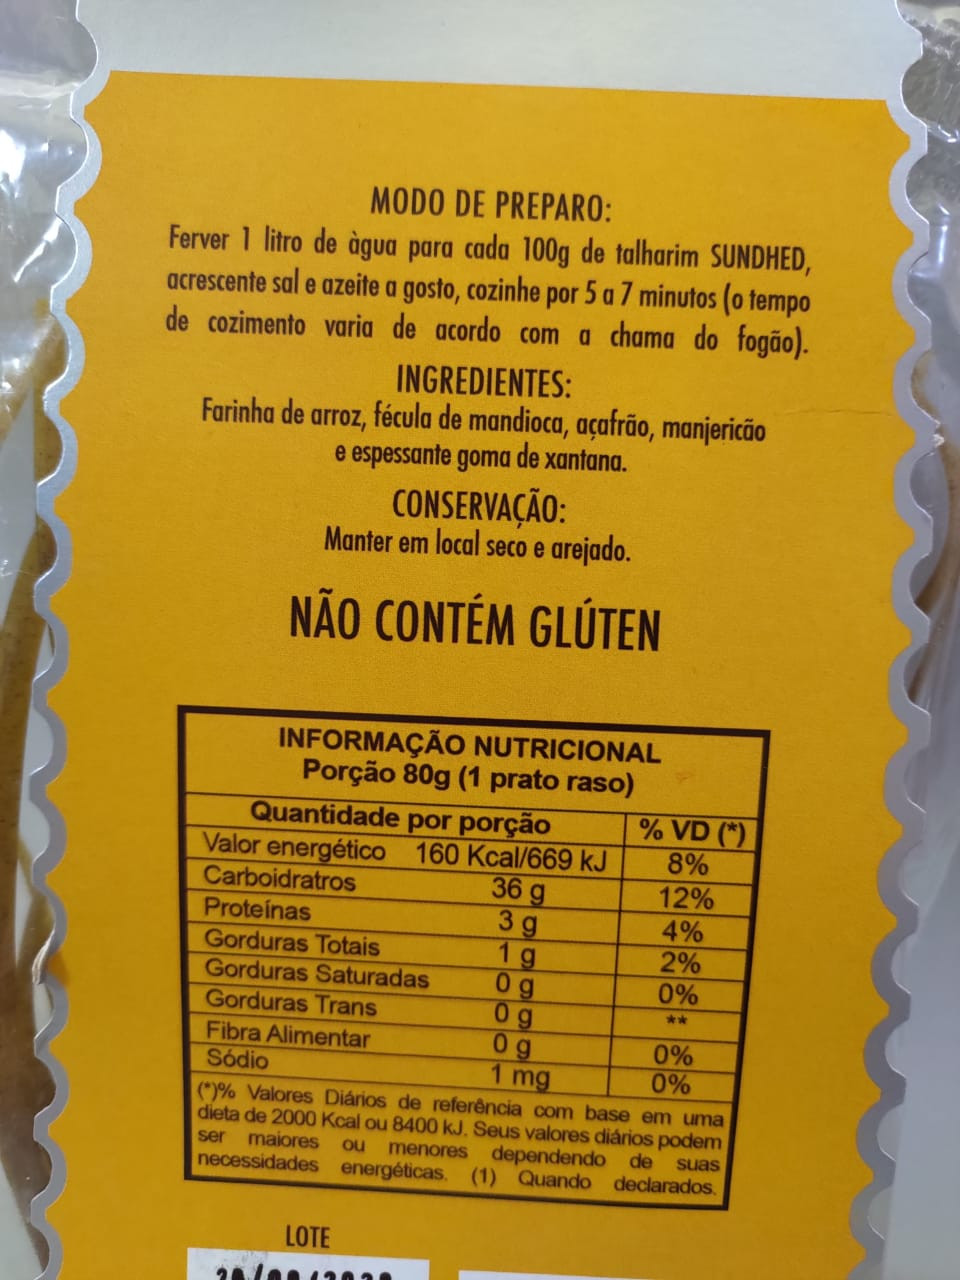 MODO DE PREPARO:
Ferver 1 litro de àgua para cada 100g de talharim SUNDHED,
acrescente sal e azeite a gosto, cozinhe por 5 a 7 minutos (o tempo
de cozimento varia de acordo com a chama do fogão).
INGREDIENTES:
Farinha de arroz, fécula de mandioca, açafrão, manjericão
e espessante goma de xantana.
CONSERVAÇÃO:
Manter em local seco e arejado.
NÃO CONTÉM GLÚTEN
INFORMAÇÃO NUTRICIONAL
Porção 80g (1 prato raso)
Quantidade por porção % VD (*)
Valor energético 160 Kcal/669 kJ 8%
Carboidratros 36 g 12%
Proteínas 3 g 4%
Gorduras Totais 1 g 2%
Gorduras Saturadas 0 g 0%
Gorduras Trans 0 g **
Fibra Alimentar 0 g 0%
Sódio 1 mg 0%
(*)% Valores Diários de referência com base em uma
dieta de 2000 Kcal ou 8400 kJ. Seus valores diários podem
ser maiores ou menores dependendo de suas
necessidades energéticas. (1) Quando declarados.
LOTE